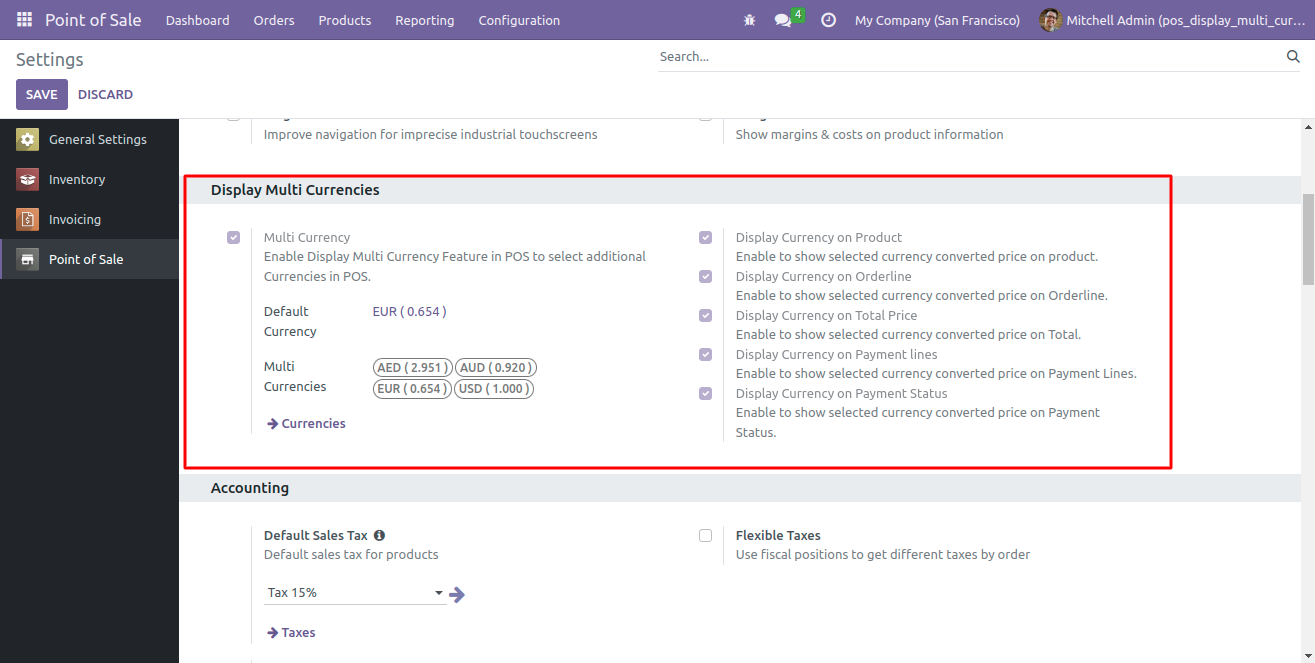 Point of Sale Dashboard Orders Products Reporting Configuration 4 My Company (San Francisco) Mitchell Admin (pos_display_multi_cur...
Settings
Search...
SAVE DISCARD
General Settings
Inventory
Invoicing
Point of Sale
Improve navigation for imprecise industrial touchscreens
Show margins & costs on product information
Display Multi Currencies
Multi Currency
Enable Display Multi Currency Feature in POS to select additional
Currencies in POS.
Default
Currency
EUR ( 0.654 )
Multi
Currencies
AED ( 2.951 ) AUD ( 0.920 )
EUR ( 0.654 ) USD ( 1.000 )
Currencies
Display Currency on Product
Enable to show selected currency converted price on product.
Display Currency on Orderline
Enable to show selected currency converted price on Orderline.
Display Currency on Total Price
Enable to show selected currency converted price on Total.
Display Currency on Payment lines
Enable to show selected currency converted price on Payment Lines.
Display Currency on Payment Status
Enable to show selected currency converted price on Payment
Status.
Accounting
Default Sales Tax
Default sales tax for products
Tax 15%
Taxes
Flexible Taxes
Use fiscal positions to get different taxes by order